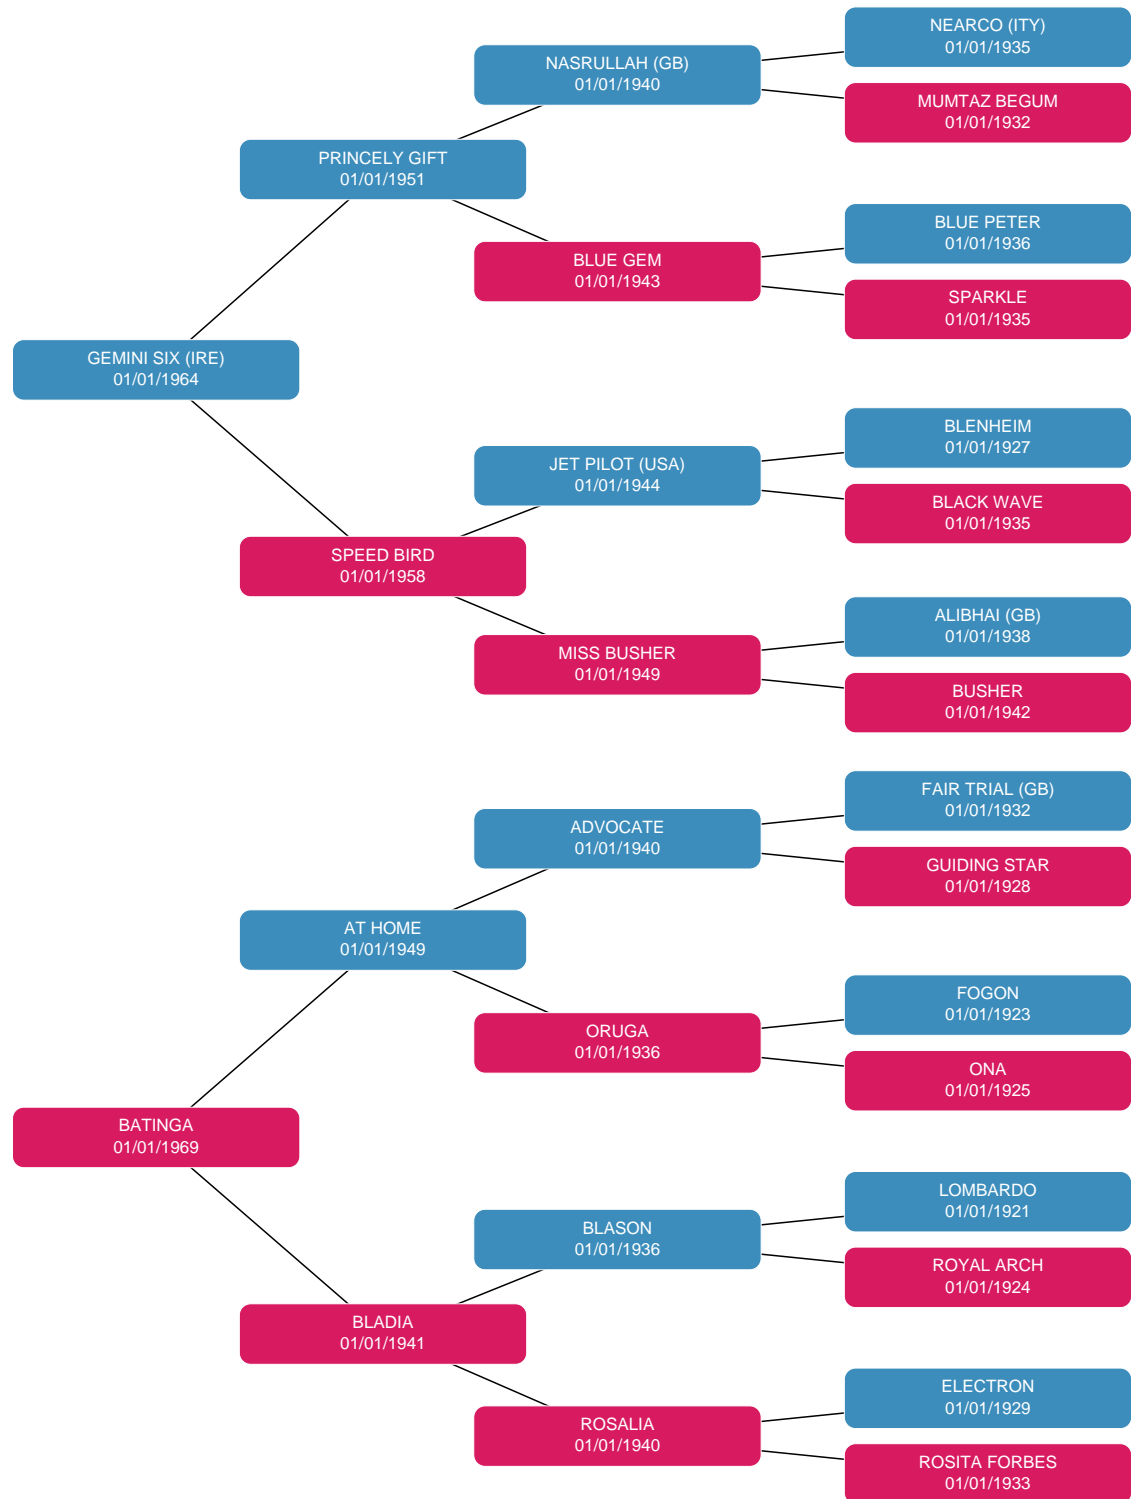 NEARCO (ITY)
01/01/1935
NASRULLAH (GB)
01/01/1940
MUMTAZ BEGUM
01/01/1932
PRINCELY GIFT
01/01/1951
BLUE PETER
01/01/1936
BLUE GEM
01/01/1943
SPARKLE
01/01/1935
GEMINI SIX (IRE)
01/01/1964
BLENHEIM
01/01/1927
JET PILOT (USA)
01/01/1944
BLACK WAVE
01/01/1935
SPEED BIRD
01/01/1958
ALIBHAI (GB)
01/01/1938
MISS BUSHER
01/01/1949
BUSHER
01/01/1942
FAIR TRIAL (GB)
01/01/1932
ADVOCATE
01/01/1940
GUIDING STAR
01/01/1928
AT HOME
01/01/1949
FOGON
01/01/1923
ORUGA
01/01/1936
ONA
01/01/1925
BATINGA
01/01/1969
LOMBARDO
01/01/1921
BLASON
01/01/1936
ROYAL ARCH
01/01/1924
BLADIA
01/01/1941
ELECTRON
01/01/1929
ROSALIA
01/01/1940
ROSITA FORBES
01/01/1933